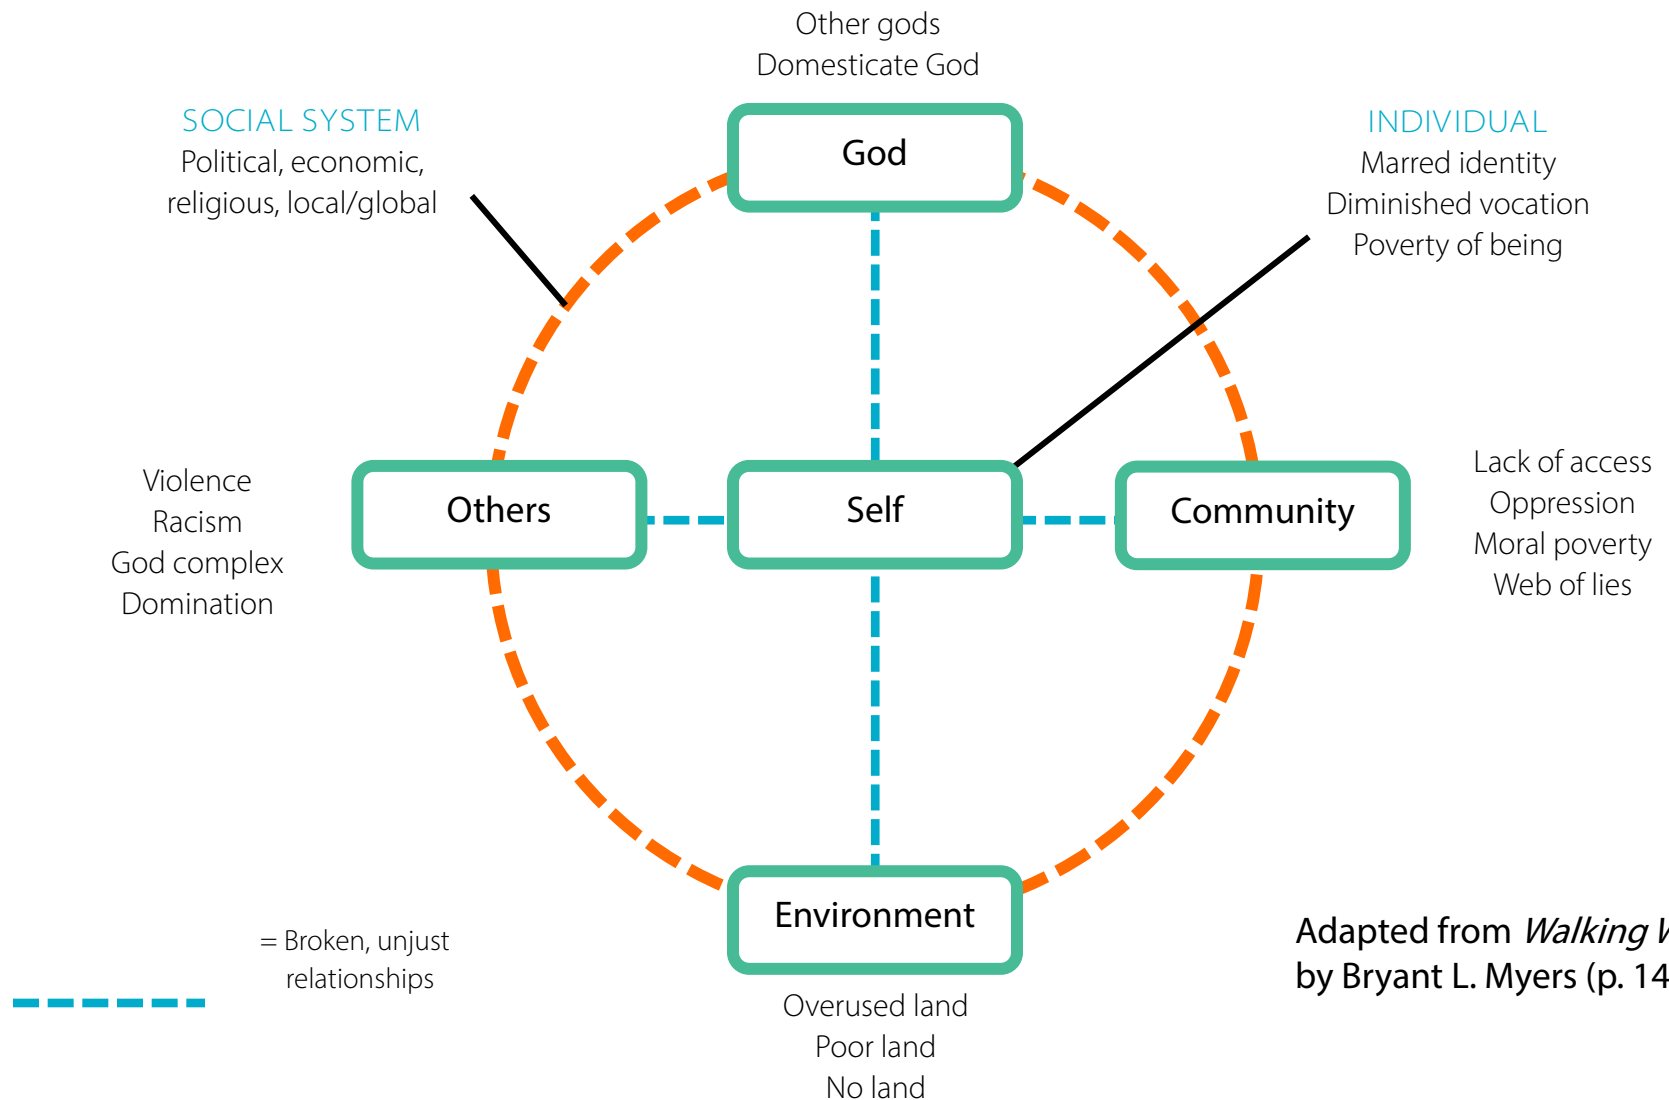 Other gods
Domesticate God
SOCIAL SYSTEM
Political, economic,
religious, local/global
God
INDIVIDUAL
Marred identity
Diminished vocation
Poverty of being
Violence
Racism
God complex
Domination
Others
Self
Community
Lack of access
Oppression
Moral poverty
Web of lies
Environment
= Broken, unjust
relationships
Overused land
Poor land
No land
Adapted from Walking
by Bryant L. Myers (p. 14